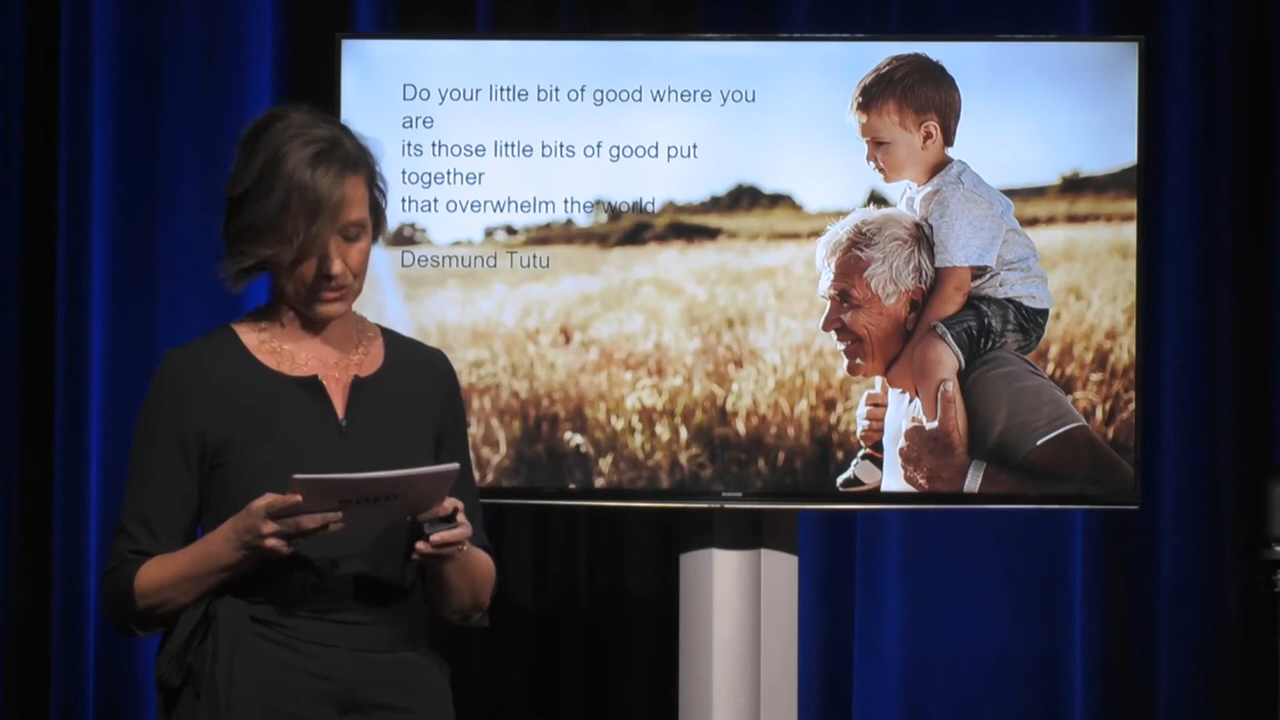 Do your little bit of good where you
are
its those little bits of good put
together
that overwhelm the world
Desmund Tutu
SAMSUNG